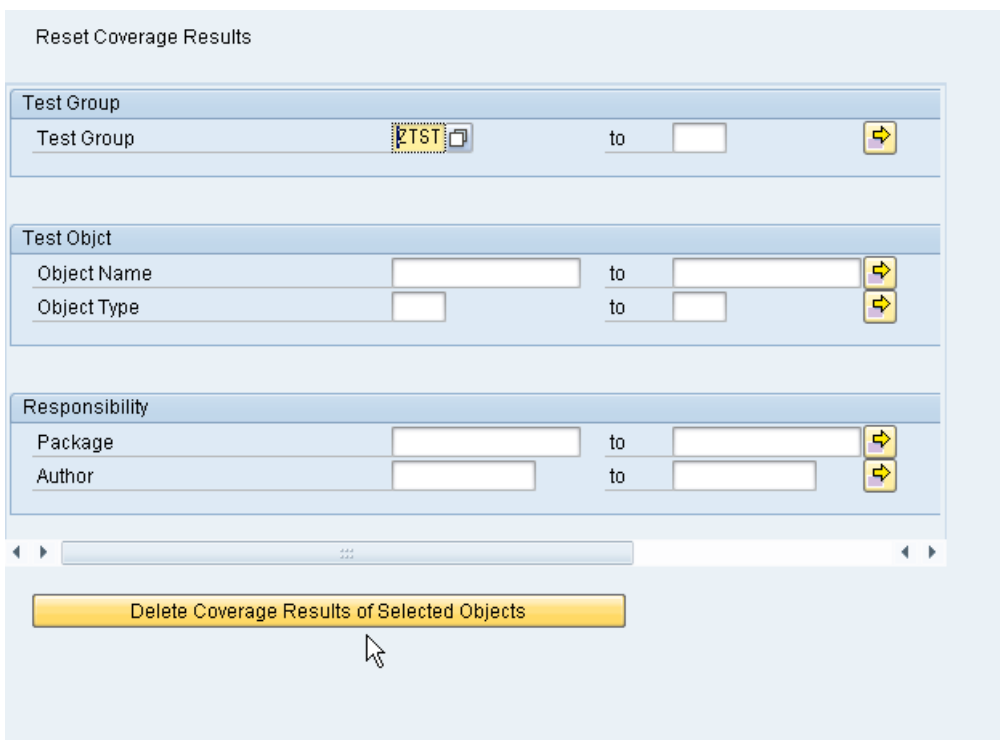 Reset Coverage Results
Test Group
Test Group ZTST to
Test Objct
Object Name to
Object Type to
Responsibility
Package to
Author to
Delete Coverage Results of Selected Objects